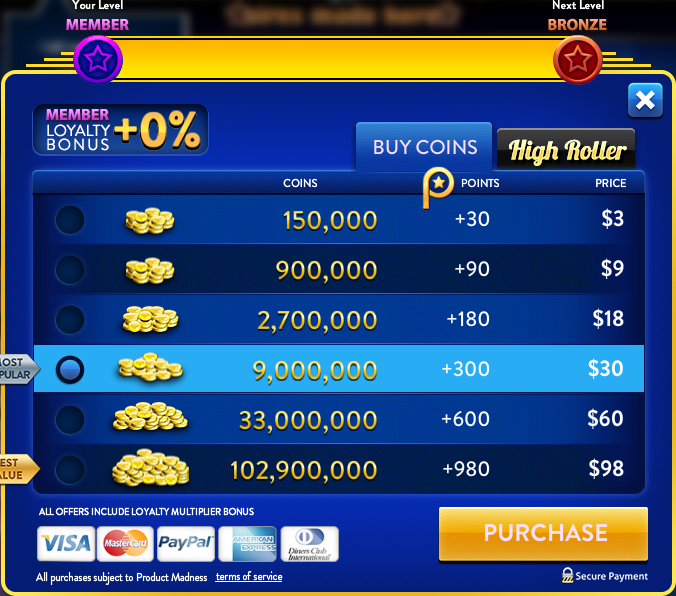 Your Level
MEMBER
Next Level
BRONZE
MEMBER
LOYALTY
BONUS
+0%
BUY COINS
High Roller
COINS
P POINTS
PRICE
150,000 +30 $3
900,000 +90 $9
2,700,000 +180 $18
9,000,000 +300 $30
33,000,000 +600 $60
102,900,000 +980 $98
ALL OFFERS INCLUDE LOYALTY MULTIPLIER BONUS
VISA
MasterCard
PayPal
AMERICAN
EXPRESS
Diners Club
International
PURCHASE
All purchases subject to Product Madness terms of service
Secure Payment